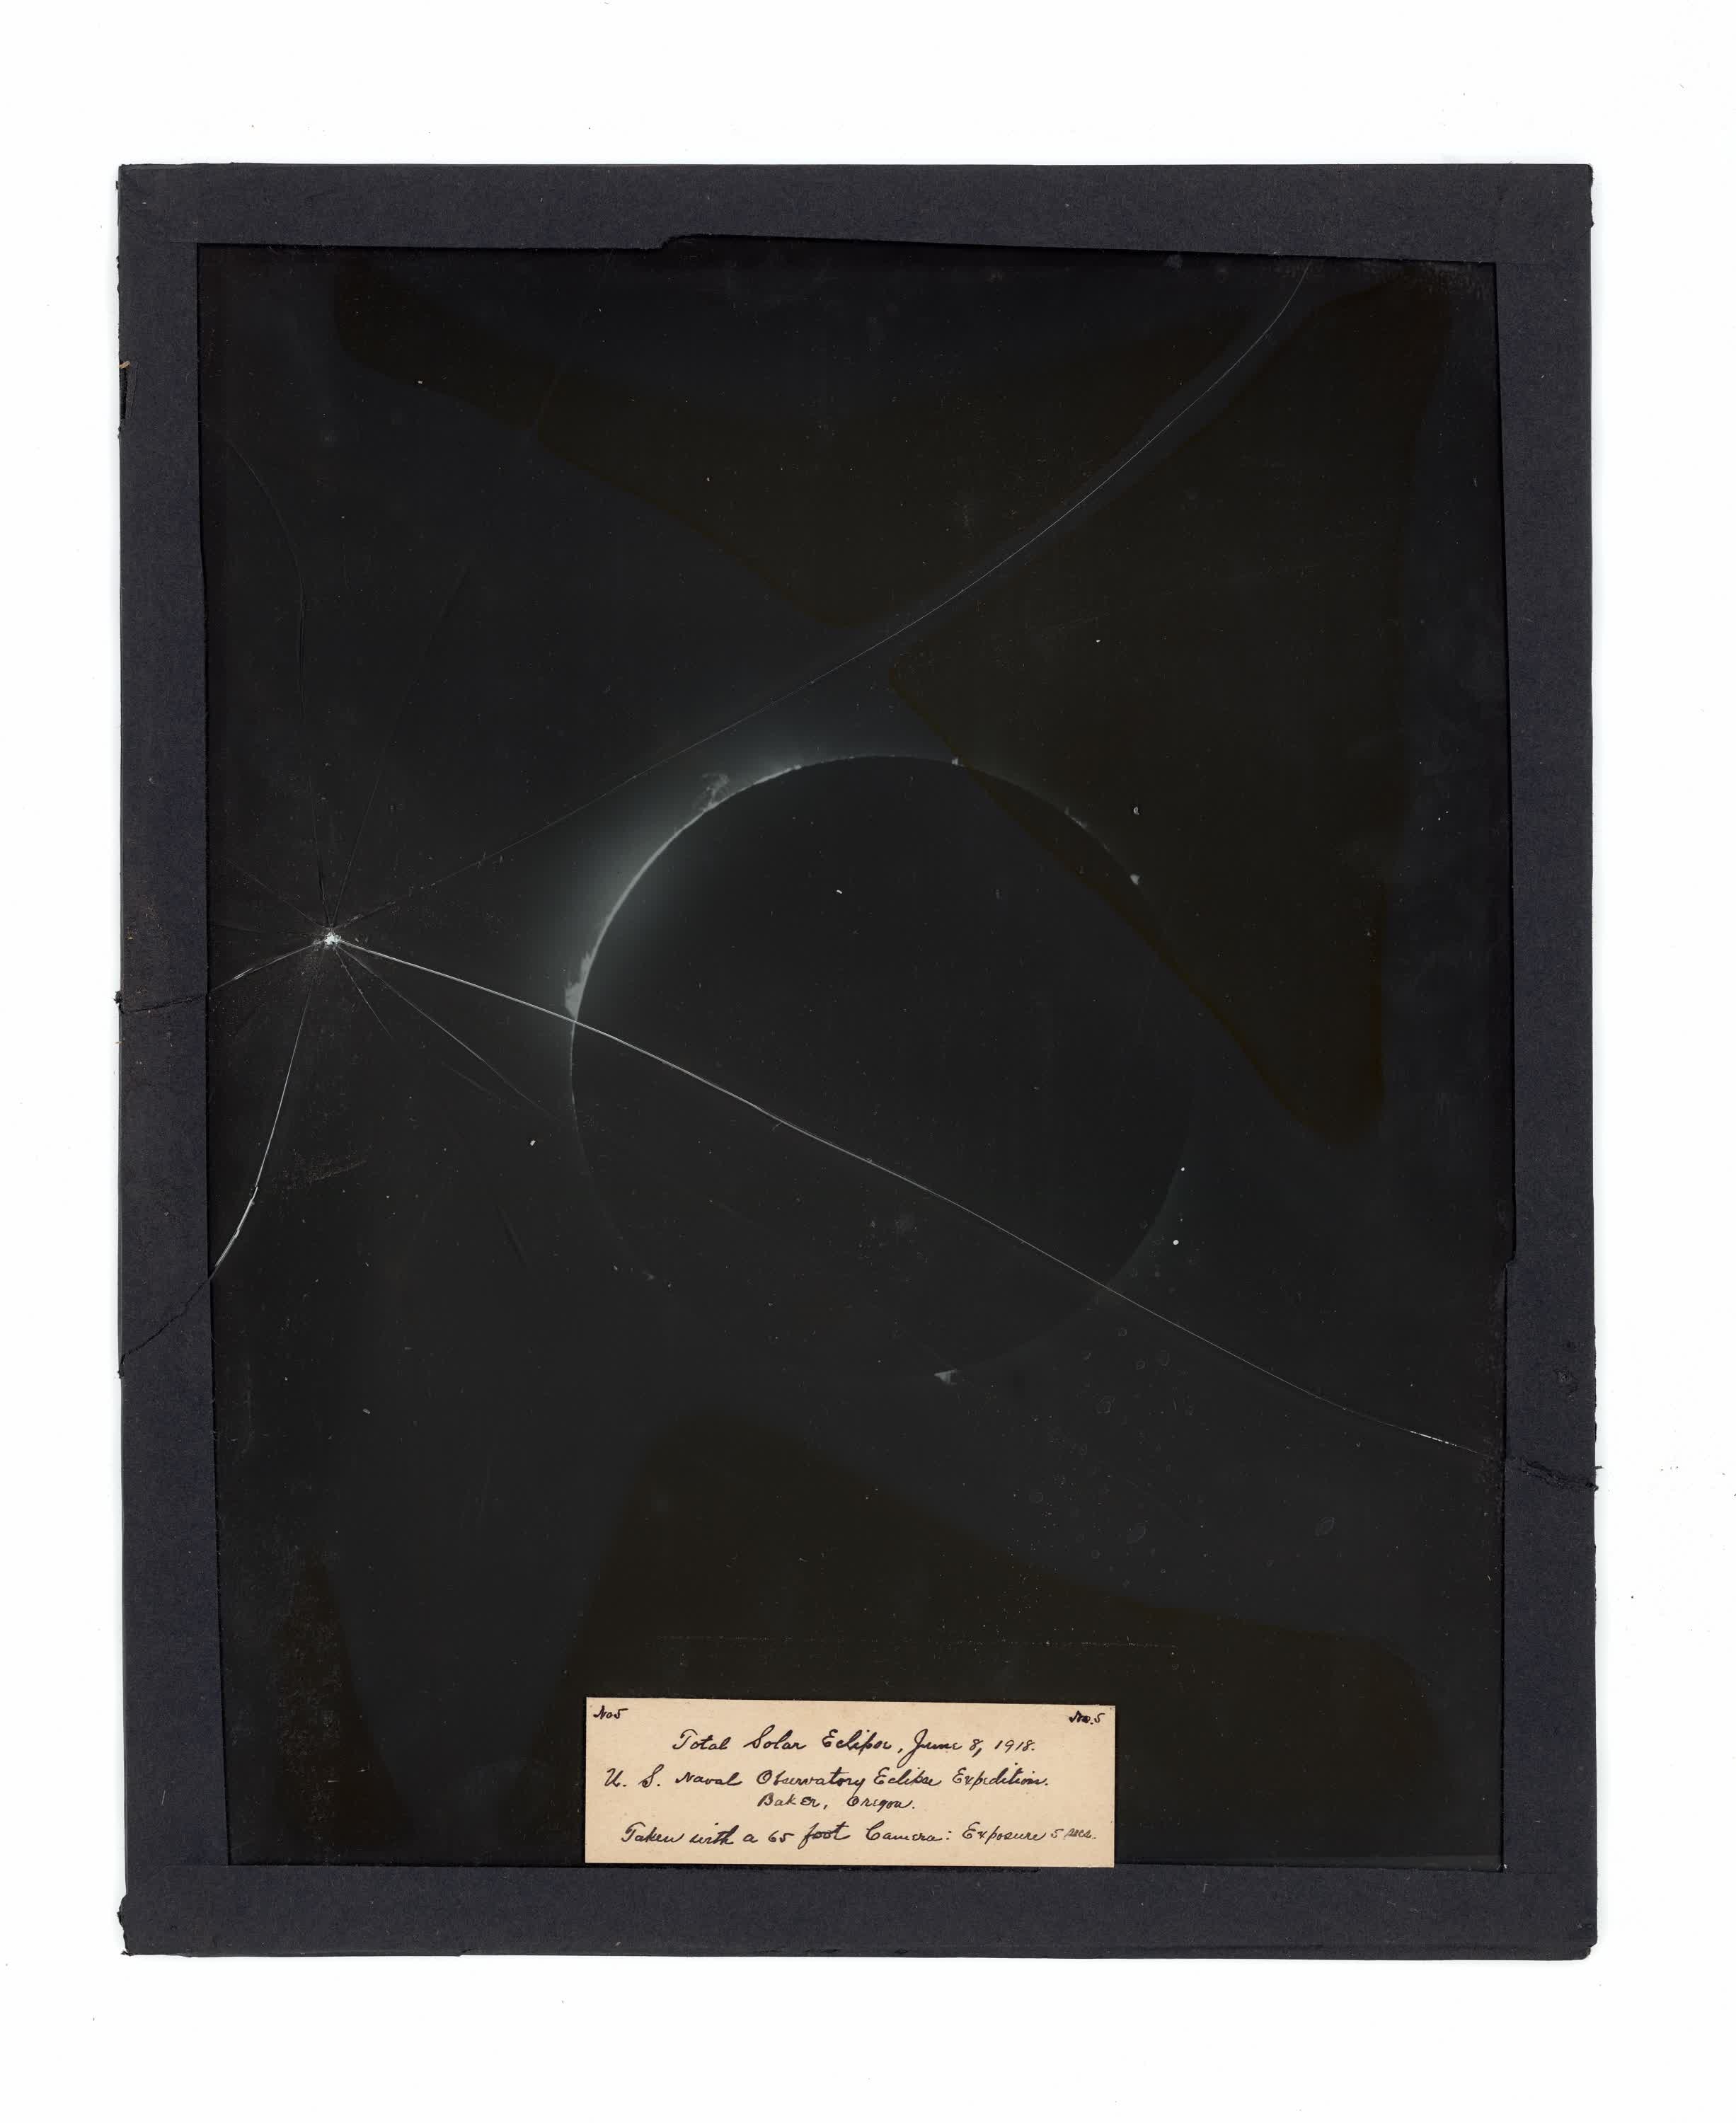 No5 No.5
Total Solar Eclipse, June 8, 1918.
U. S. Naval Observatory Eclipse Expedition.
Baker, Oregon.
Taken with a 65 foot Camera: Exposure 5 secs.